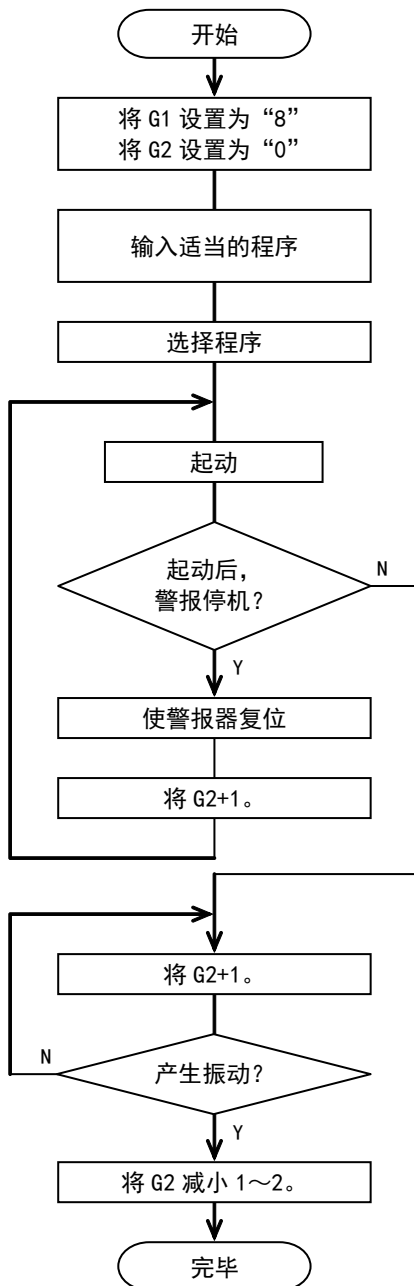 开始
将 G1 设置为“8”
将 G2 设置为“0”
输入适当的程序
选择程序
起动
起动后，
警报停机？
N
Y
使警报器复位
将 G2+1。
将 G2+1。
N
产生振动？
Y
将 G2 减小 1～2。
完毕